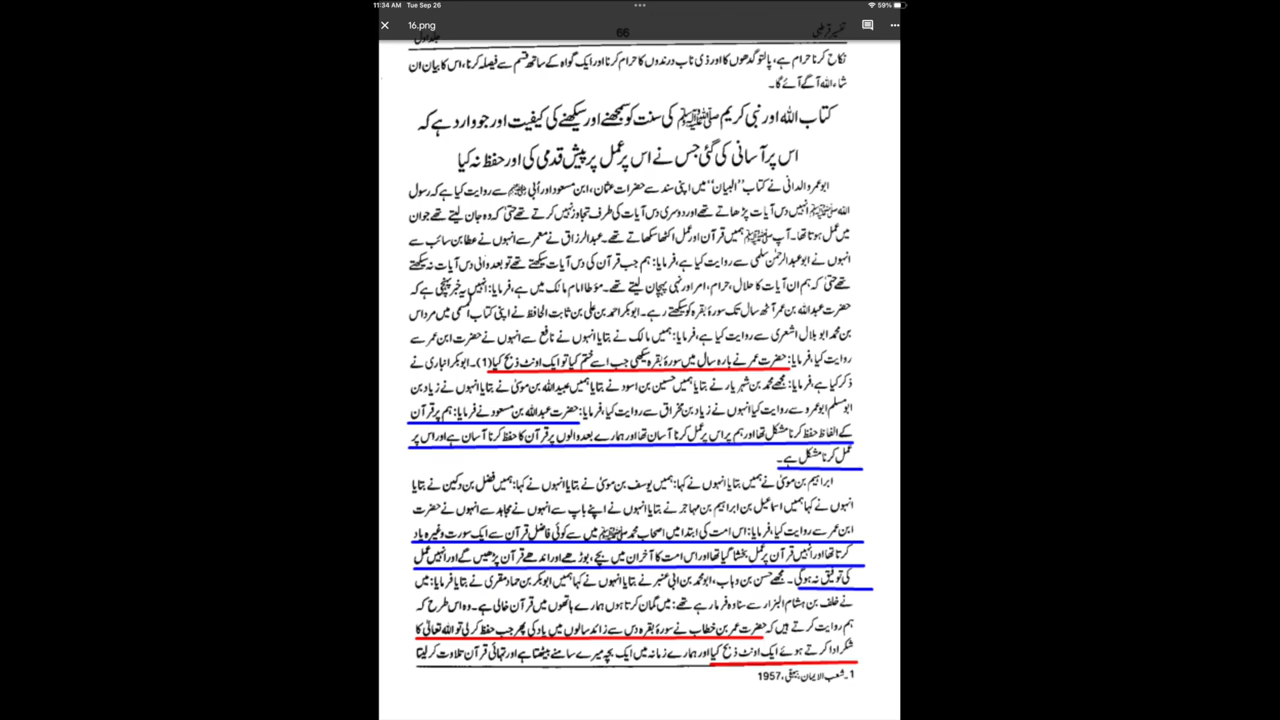 11:34 AM Tue Sep 26
59%
16.png
تفسیر قرطبی 66 جلد اول
نکاح کرنا حرام ہے، پالتو گدھوں کا اور ذی ناب درندوں کا حرام کرنا اور ایک گواہ کے ساتھ قسم سے فیصلہ کرنا، اس کا بیان ان
شاء اللہ آگے آئے گا۔
کتاب اللہ اور نبی کریم ﷺ کی سنت کو سمجھنے اور سیکھنے کی کیفیت اور جو وارد ہے کہ
اس پر آسانی کی گئی جس نے اس پر عمل پر پیش قدمی کی اور حفظ نہ کیا
ابو عمرو الدانی نے کتاب "البیان" میں اپنی سند سے حضرات عثمان، ابن مسعود اور اُبی سے روایت کیا ہے کہ رسول
اللہ ﷺ انہیں دس آیات پڑھاتے تھے اور دوسری دس آیات کی طرف تجاوز نہیں کرتے تھے حتیٰ کہ وہ جان لیتے تھے جو ان
میں عمل ہوتا تھا۔ آپ ﷺ ہمیں قرآن اور عمل اکٹھا سکھاتے تھے۔ عبدالرزاق نے معمر سے انہوں نے عطا بن سائب سے
انہوں نے ابو عبدالرحمٰن سلمی سے روایت کیا ہے، فرمایا: ہم جب قرآن کی دس آیات سیکھتے تھے تو بعد والی دس آیات نہ سیکھتے
تھے حتیٰ کہ ہم ان آیات کا حلال، حرام، امر اور نہی پہچان لیتے تھے۔ مؤطا امام مالک میں ہے، فرمایا: انہیں یہ خبر پہنچی ہے کہ
حضرت عبداللہ بن عمر آٹھ سال تک سورۂ بقرہ کو سیکھتے رہے۔ ابوبکر احمد بن علی بن ثابت الحافظ نے اپنی کتاب المسمی میں مرداس
بن محمد ابو بلال اشعری سے روایت کیا ہے، فرمایا: ہمیں مالک نے بتایا انہوں نے نافع سے انہوں نے حضرت ابن عمر سے
روایت کیا، فرمایا: حضرت عمر نے بارہ سال میں سورۂ بقرہ سیکھی جب اسے ختم کیا تو ایک اونٹ ذبح کیا (1)۔ ابوبکر انباری نے
ذکر کیا ہے، فرمایا: مجھے محمد بن شہریار نے بتایا ہمیں حسین بن اسود نے بتایا ہمیں عبیداللہ بن موسیٰ نے بتایا انہوں نے زیاد بن
ابو مسلم ابو عمرو سے روایت کیا انہوں نے زیاد بن مخراق سے روایت کیا، فرمایا: حضرت عبداللہ بن مسعود نے فرمایا: ہم پر قرآن
کے الفاظ حفظ کرنا مشکل تھا اور ہم پر اس پر عمل کرنا آسان تھا اور ہمارے بعد والوں پر قرآن کا حفظ کرنا آسان ہے اور اس پر
عمل کرنا مشکل ہے۔
ابراہیم بن موسیٰ نے ہمیں بتایا انہوں نے کہا: ہمیں یوسف بن موسیٰ نے بتایا انہوں نے کہا: ہمیں فضل بن دکین نے بتایا
انہوں نے کہا ہمیں اسماعیل بن ابراہیم بن مہاجر نے بتایا انہوں نے اپنے باپ سے انہوں نے مجاہد سے انہوں نے حضرت
ابن عمر سے روایت کیا، فرمایا: اس امت کی ابتدا میں اصحاب محمد ﷺ میں سے کوئی فاضل قرآن سے ایک سورت وغیرہ یاد
کرتا تھا اور انہیں قرآن پر عمل بخشا گیا تھا اور اس امت کا آخر ان میں بچے، بوڑھے اور اندھے قرآن پڑھیں گے اور انہیں عمل
کی توفیق نہ ہوگی۔ مجھے حسن بن وہاب، ابو محمد بن ابی عنبر نے بتایا انہوں نے کہا ہمیں ابوبکر بن حماد مقری نے بتایا فرمایا: میں
نے خلف بن ہشام البزار سے سنا وہ فرما رہے تھے: میں گمان کرتا ہوں ہمارے ہاتھوں میں قرآن خالی ہے۔ وہ اس طرح کہ
ہم روایت کرتے ہیں کہ حضرت عمر بن خطاب نے سورۂ بقرہ دس سے زائد سالوں میں یاد کی پھر جب حفظ کر لی تو اللہ تعالیٰ کا
شکر ادا کرتے ہوئے ایک اونٹ ذبح کیا اور ہمارے زمانہ میں ایک بچہ میرے سامنے بیٹھتا ہے اور تہائی قرآن تلاوت کر لیتا
1۔ شعب الایمان بیہقی، 1957